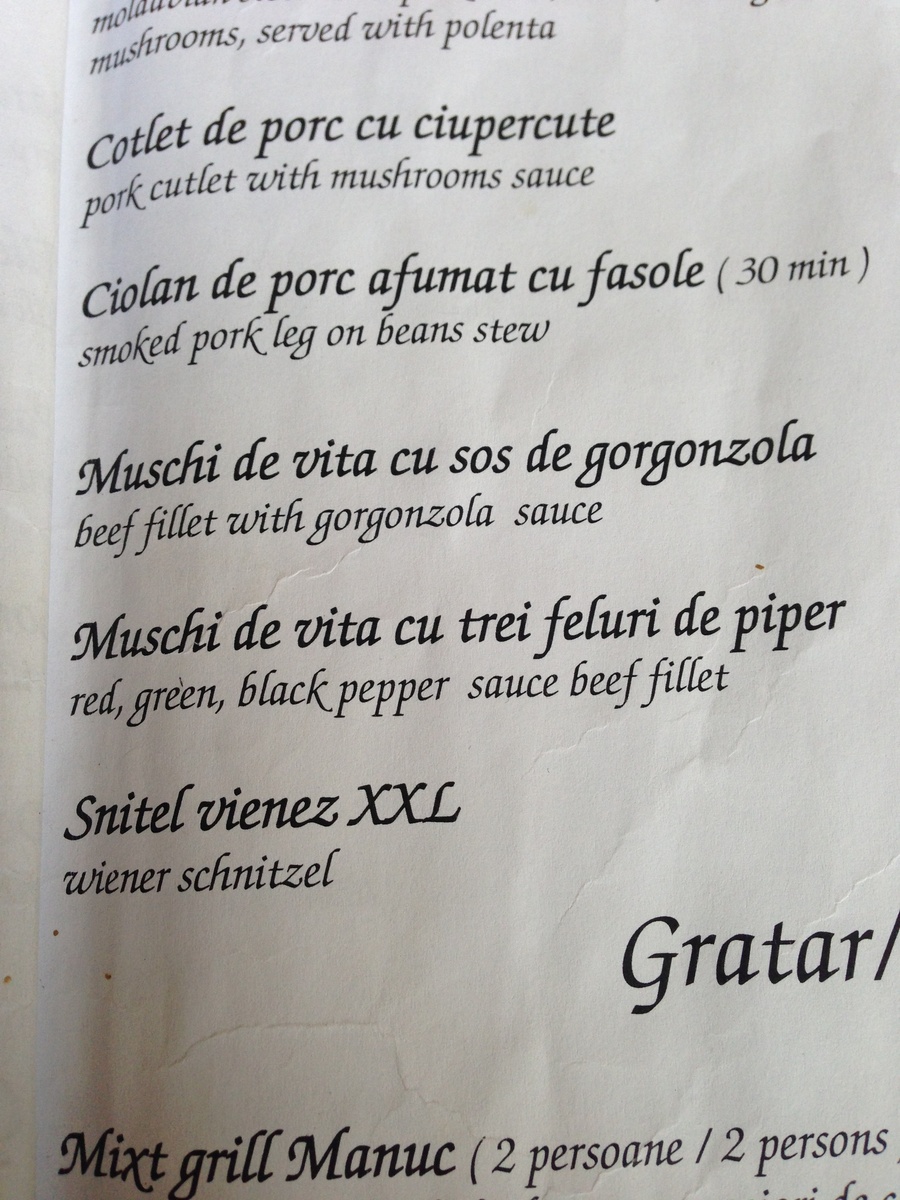 mushrooms, served with polenta
Cotlet de porc cu ciupercute
pork cutlet with mushrooms sauce
Ciolan de porc afumat cu fasole ( 30 min )
smoked pork leg on beans stew
Muschi de vita cu sos de gorgonzola
beef fillet with gorgonzola sauce
Muschi de vita cu trei feluri de piper
red, green, black pepper sauce beef fillet
Snitel vienez XXL
wiener schnitzel
Gratar/
Mixt grill Manuc ( 2 persoane / 2 persons )